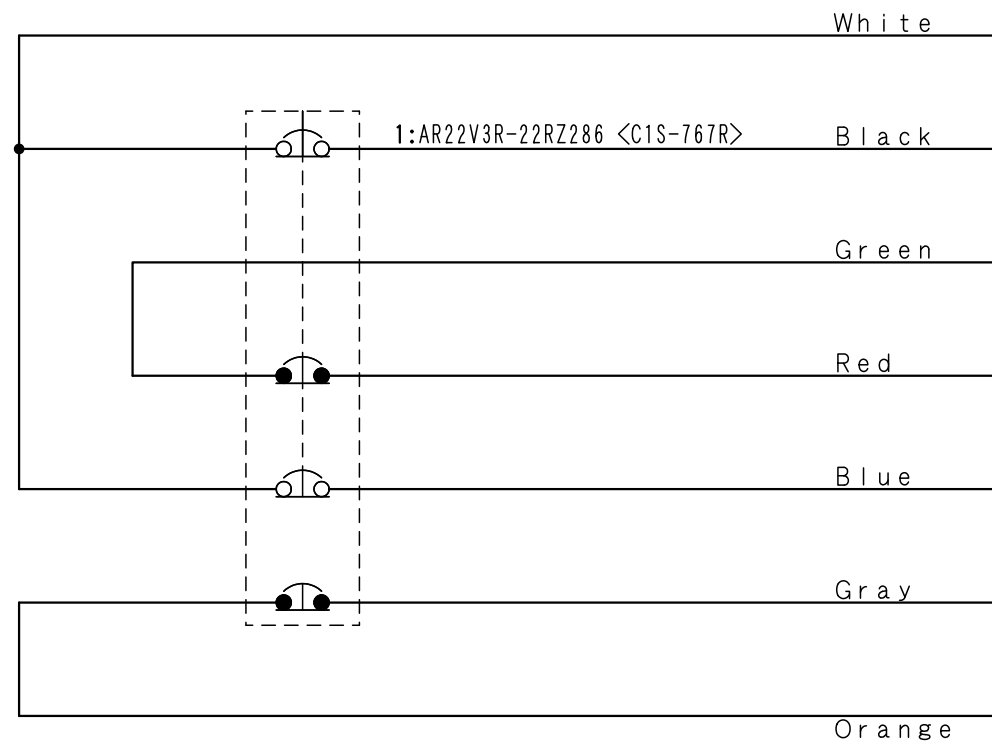 White
1:AR22V3R-22RZ286 <C1S-767R>
Black
Green
Red
Blue
Gray
Orange